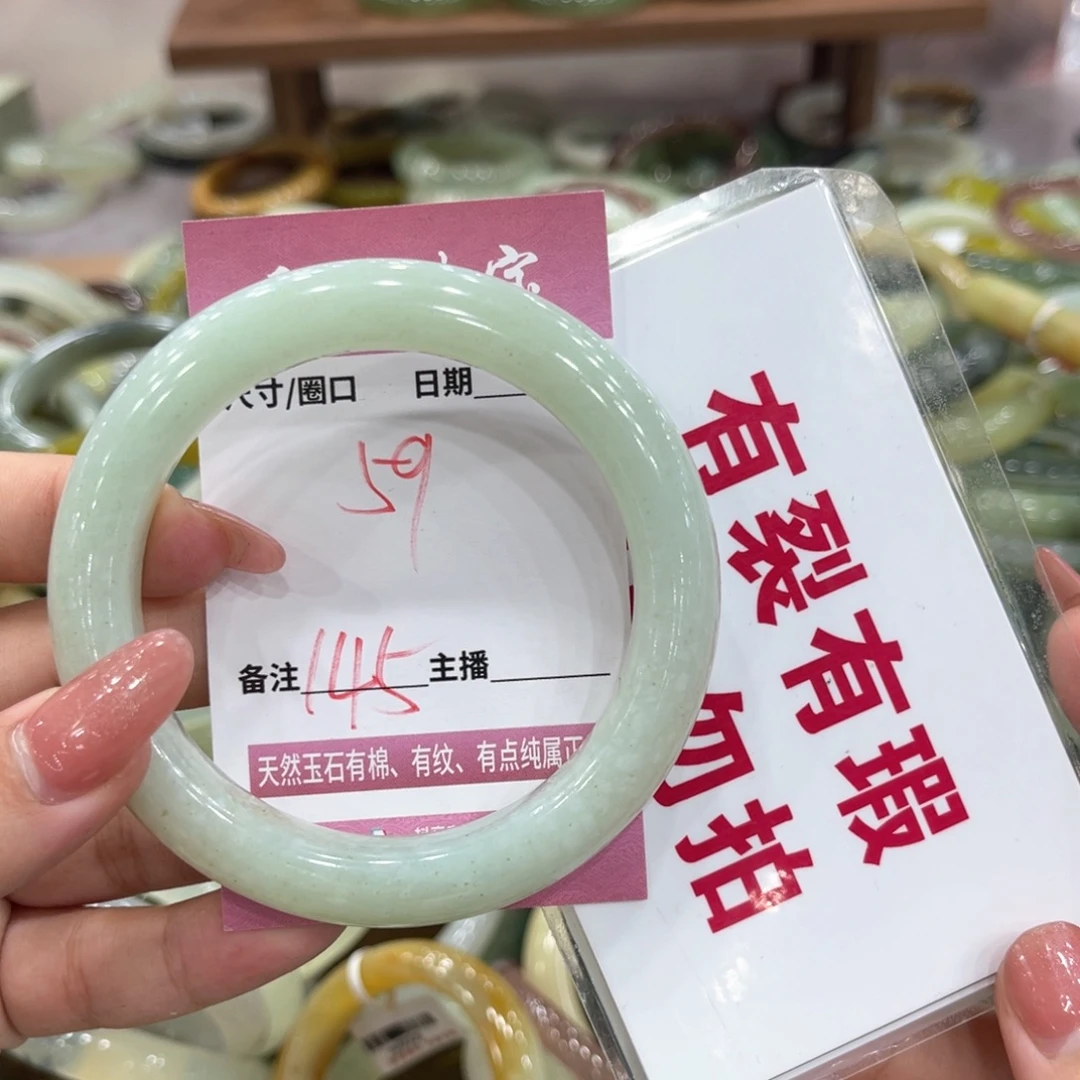 寸/圈口 日期
59
备注 145 主播
天然玉石有棉、有纹、有点纯属正
有裂有瑕
勿拍